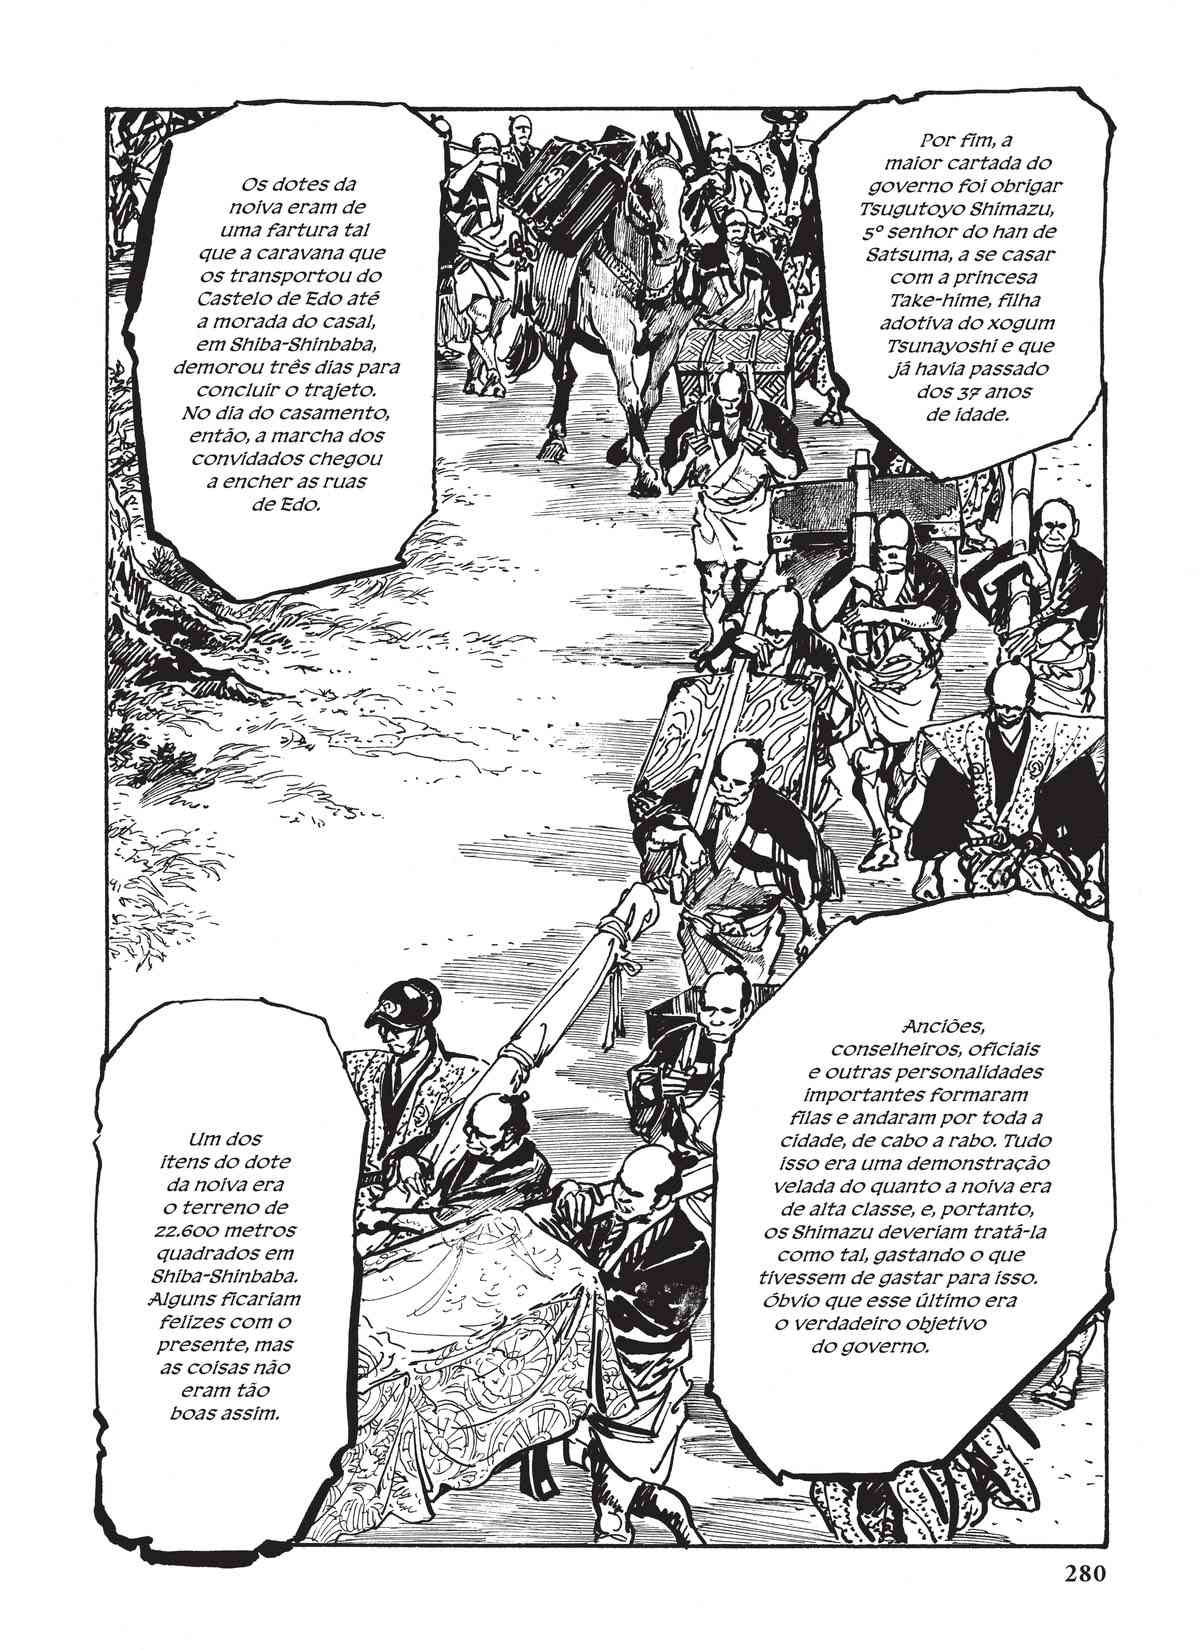 Por fim, a
maior cartada do
governo foi obrigar
Tsugutoyo Shimazu,
5º senhor do han de
Satsuma, a se casar
com a princesa
Take-hime, filha
adotiva do xogum
Tsunayoshi e que
já havia passado
dos 37 anos
de idade.
Os dotes da
noiva eram de
uma fartura tal
que a caravana que
os transportou do
Castelo de Edo até
a morada do casal,
em Shiba-Shinbaba,
demorou três dias para
concluir o trajeto.
No dia do casamento,
então, a marcha dos
convidados chegou
a encher as ruas
de Edo.
Anciões,
conselheiros, oficiais
e outras personalidades
importantes formaram
filas e andaram por toda a
cidade, de cabo a rabo. Tudo
isso era uma demonstração
velada do quanto a noiva era
de alta classe, e, portanto,
os Shimazu deveriam tratá-la
como tal, gastando o que
tivessem de gastar para isso.
Óbvio que esse último era
o verdadeiro objetivo
do governo.
Um dos
itens do dote
da noiva era
o terreno de
22.600 metros
quadrados em
Shiba-Shinbaba.
Alguns ficariam
felizes com o
presente, mas
as coisas não
eram tão
boas assim.
280